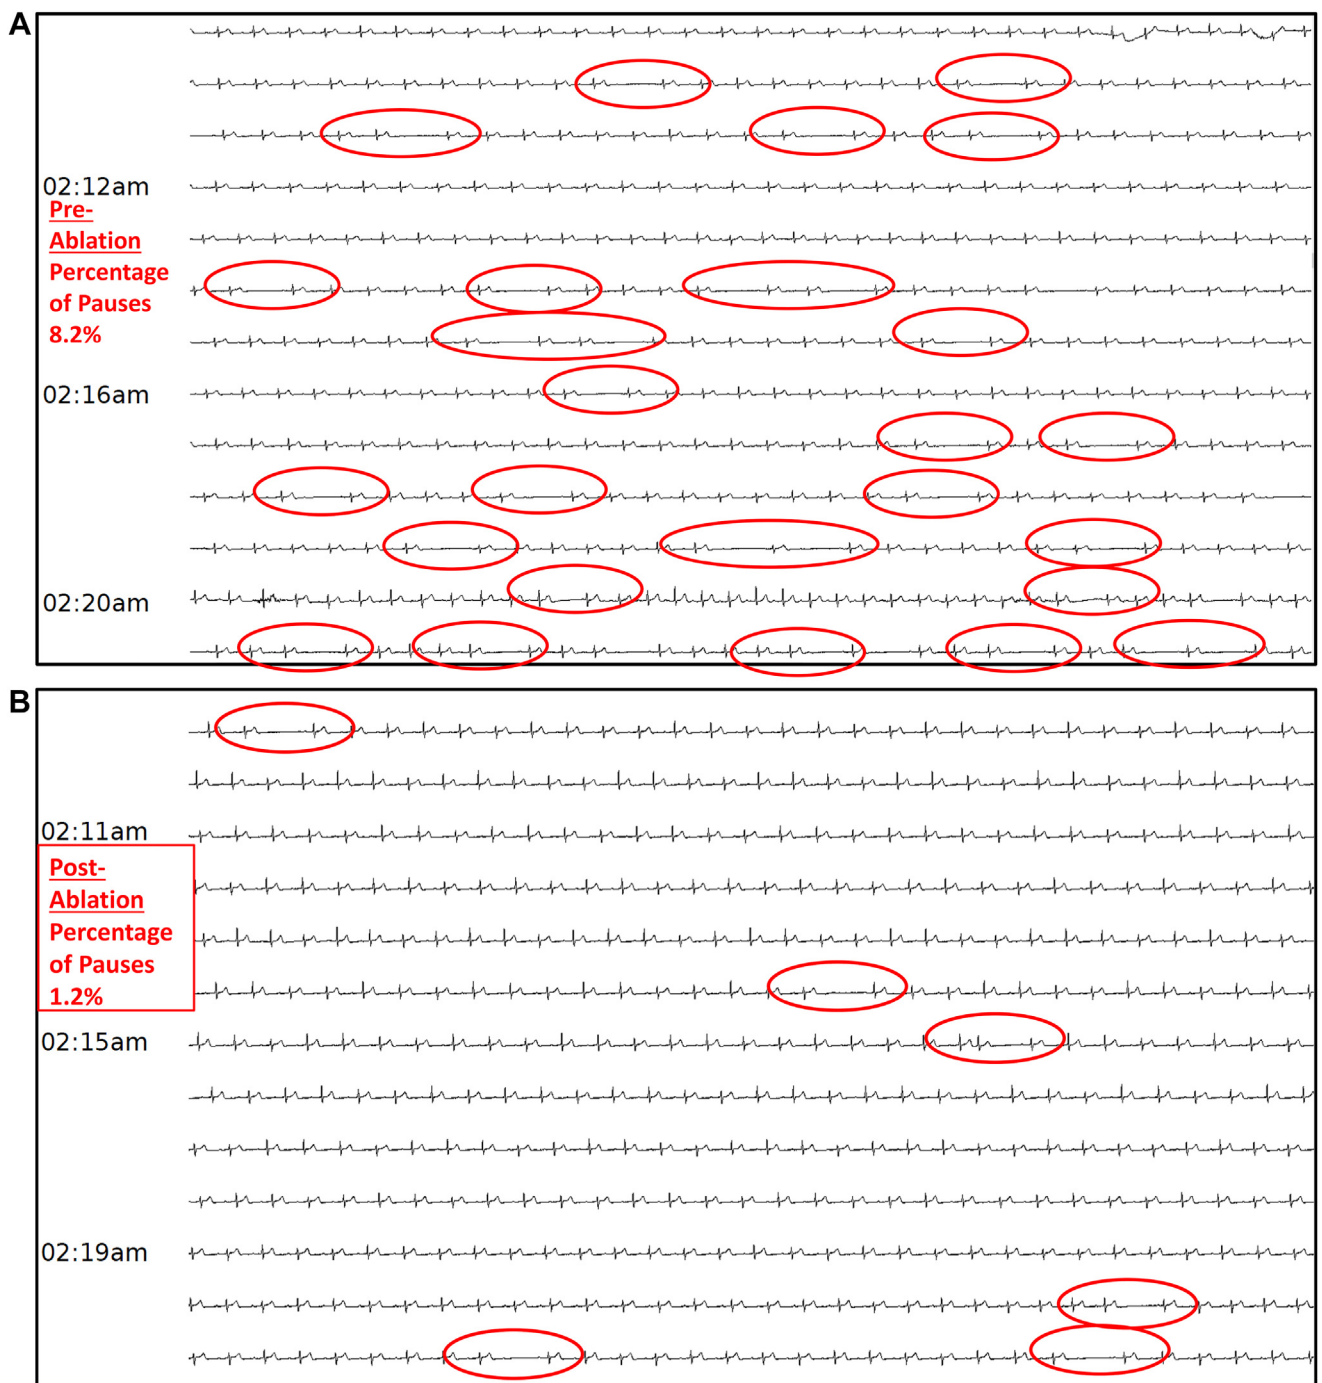 A
02:12am
Pre-
Ablation
Percentage
of Pauses
8.2%
02:16am
02:20am
B
02:11am
Post-
Ablation
Percentage
of Pauses
1.2%
02:15am
02:19am